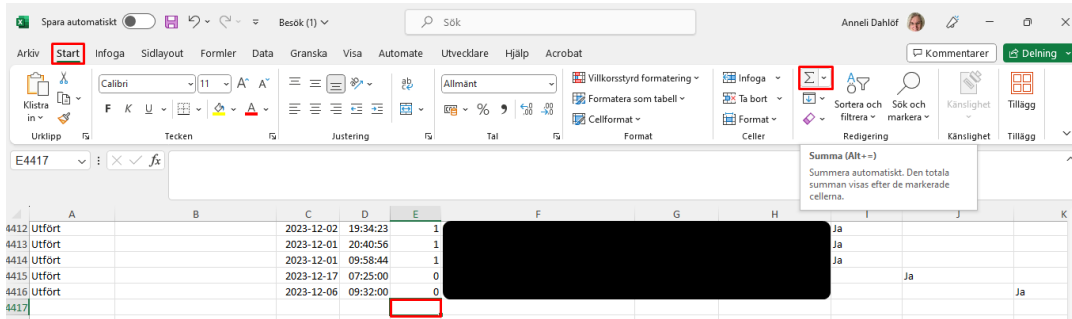 Spara automatiskt Besök (1) Sök Anneli Dahlöf
Arkiv Start Infoga Sidlayout Formler Data Granska Visa Automate Utvecklare Hjälp Acrobat Kommentarer Delning
Klistra in
Urklipp
Calibri 11
F K U
Tecken
ab
Justering
Allmänt
%
Tal
Villkorsstyrd formatering
Formatera som tabell
Cellformat
Format
Infoga
Ta bort
Format
Celler
Sortera och filtrera
Sök och markera
Redigering
Känslighet
Känslighet
Tillägg
Tillägg
Summa (Alt+=)
Summera automatiskt. Den totala
summan visas efter de markerade
cellerna.
E4417 fx
A B C D E F G H I J K
4412 Utfört 2023-12-02 19:34:23 1 Ja
4413 Utfört 2023-12-01 20:40:56 1 Ja
4414 Utfört 2023-12-01 09:58:44 1 Ja
4415 Utfört 2023-12-17 07:25:00 0 Ja
4416 Utfört 2023-12-06 09:32:00 0 Ja
4417